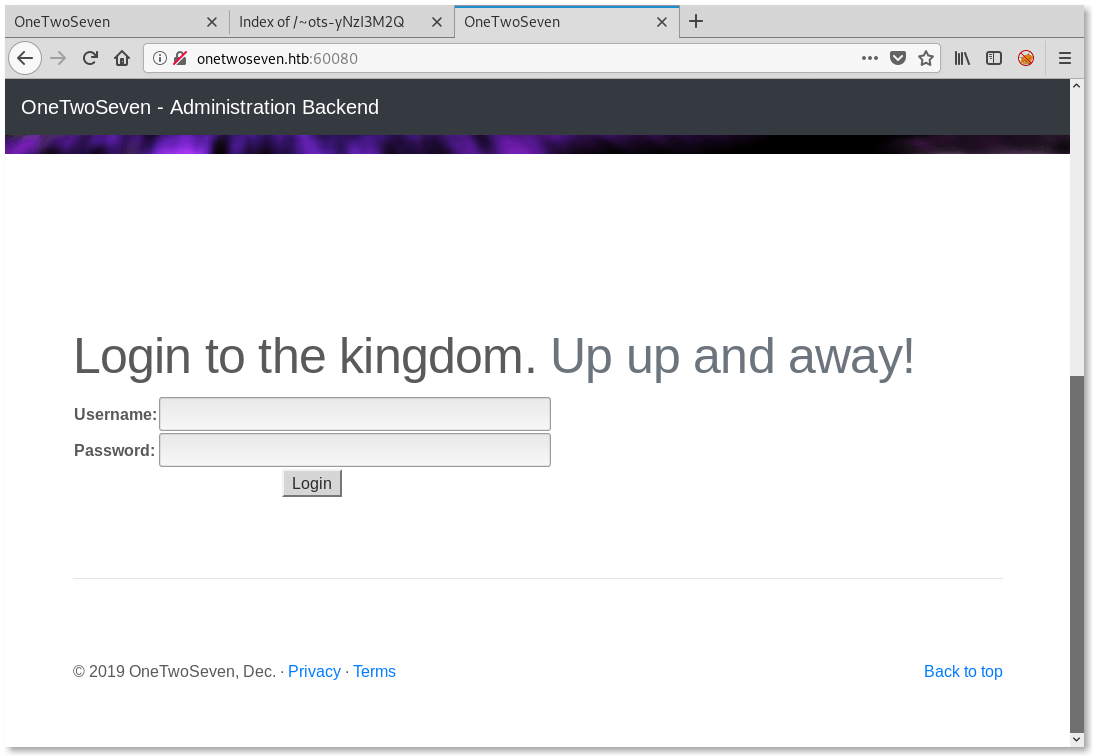 OneTwoSeven
Index of /~ots-yNzI3M2Q
OneTwoSeven
onetwoseven.htb:60080
OneTwoSeven - Administration Backend
Login to the kingdom. Up up and away!
Username:
Password:
Login
© 2019 OneTwoSeven, Dec. · Privacy · Terms
Back to top